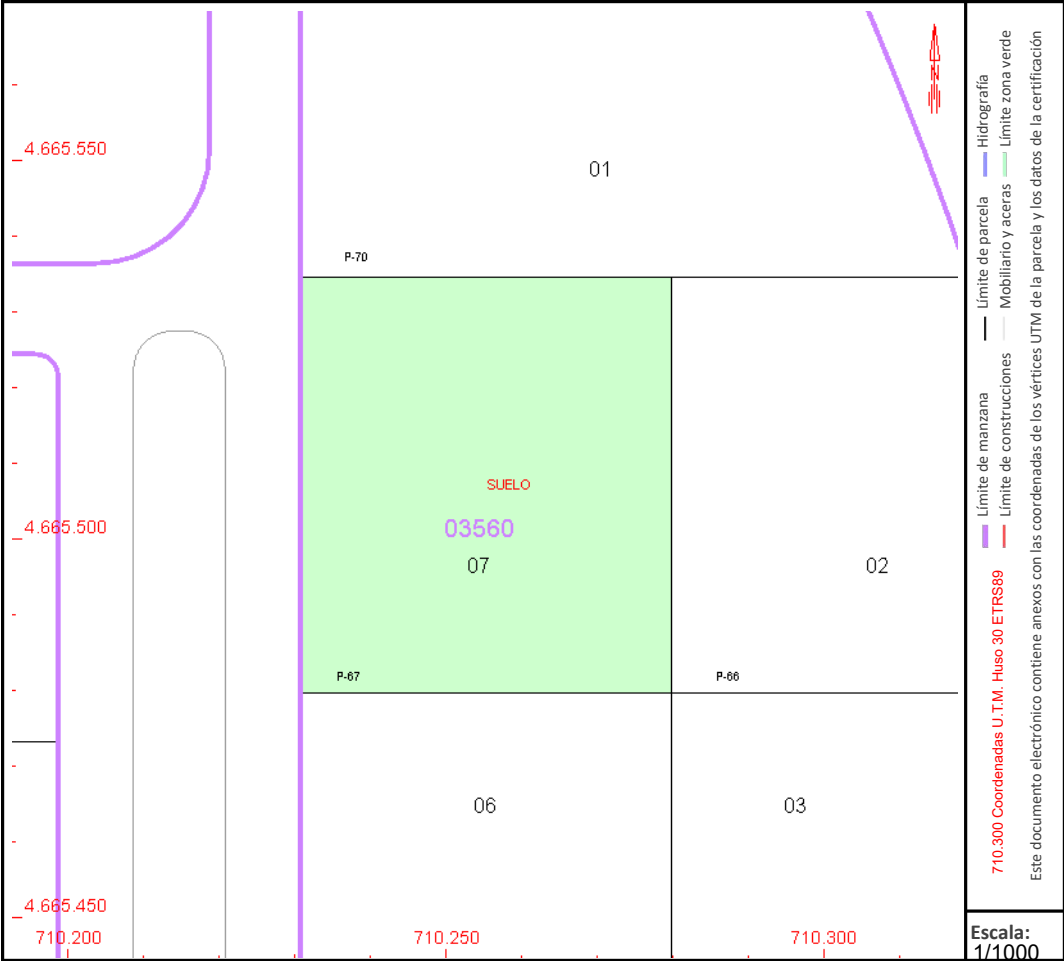 4.665.550
01
P-70
SUELO
4.665.500
03560
07
02
P-67
P-66
06
03
4.665.450
710.200
710.250
710.300
N
710.300 Coordenadas U.T.M. Huso 30 ETRS89
Límite de manzana
Límite de parcela
Hidrografía
Límite de construcciones
Mobiliario y aceras
Límite zona verde
Este documento electrónico contiene anexos con las coordenadas de los vértices UTM de la parcela y los datos de la certificación
Escala:
1/1000